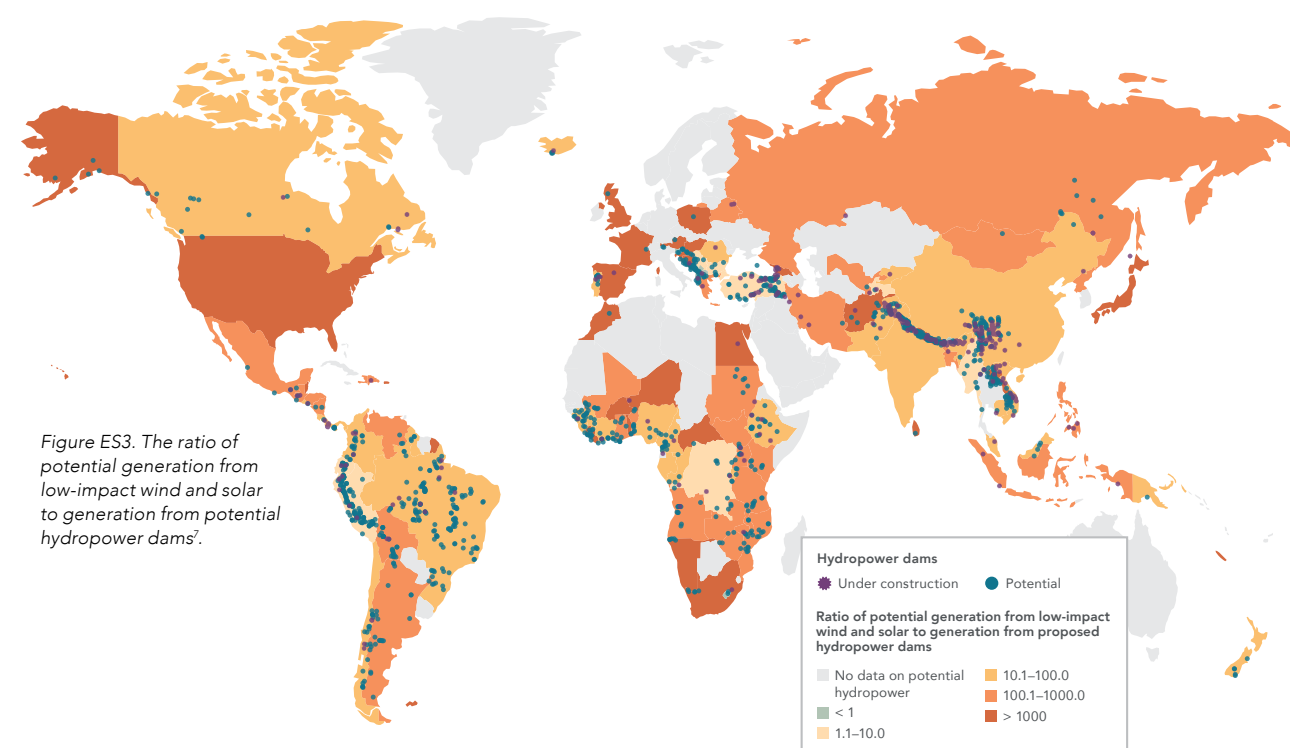 Figure ES3. The ratio of
potential generation from
low-impact wind and solar
to generation from potential
hydropower dams⁷.
Hydropower dams
Under construction
Potential
Ratio of potential generation from low-impact
wind and solar to generation from proposed
hydropower dams
No data on potential
hydropower
< 1
1.1–10.0
10.1–100.0
100.1–1000.0
> 1000